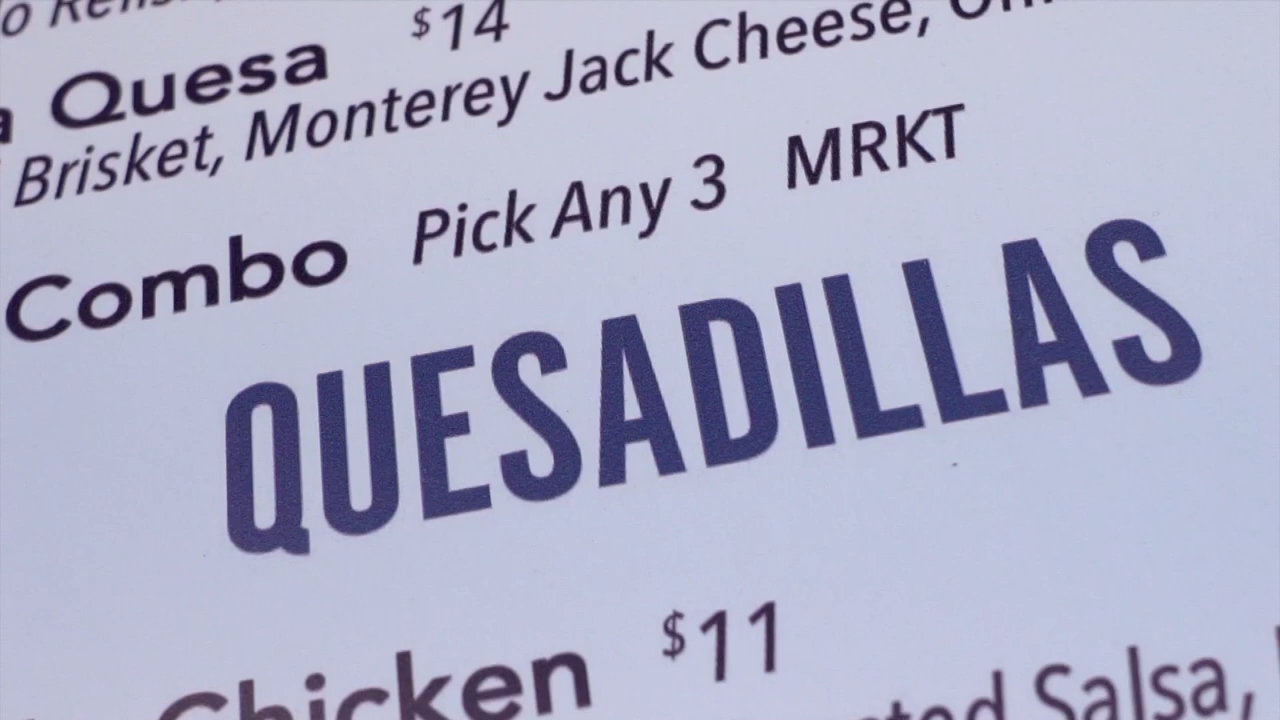 Quesa $14
Brisket, Monterey Jack Cheese,
Combo Pick Any 3 MRKT
QUESADILLAS
Chicken $11
Salsa,